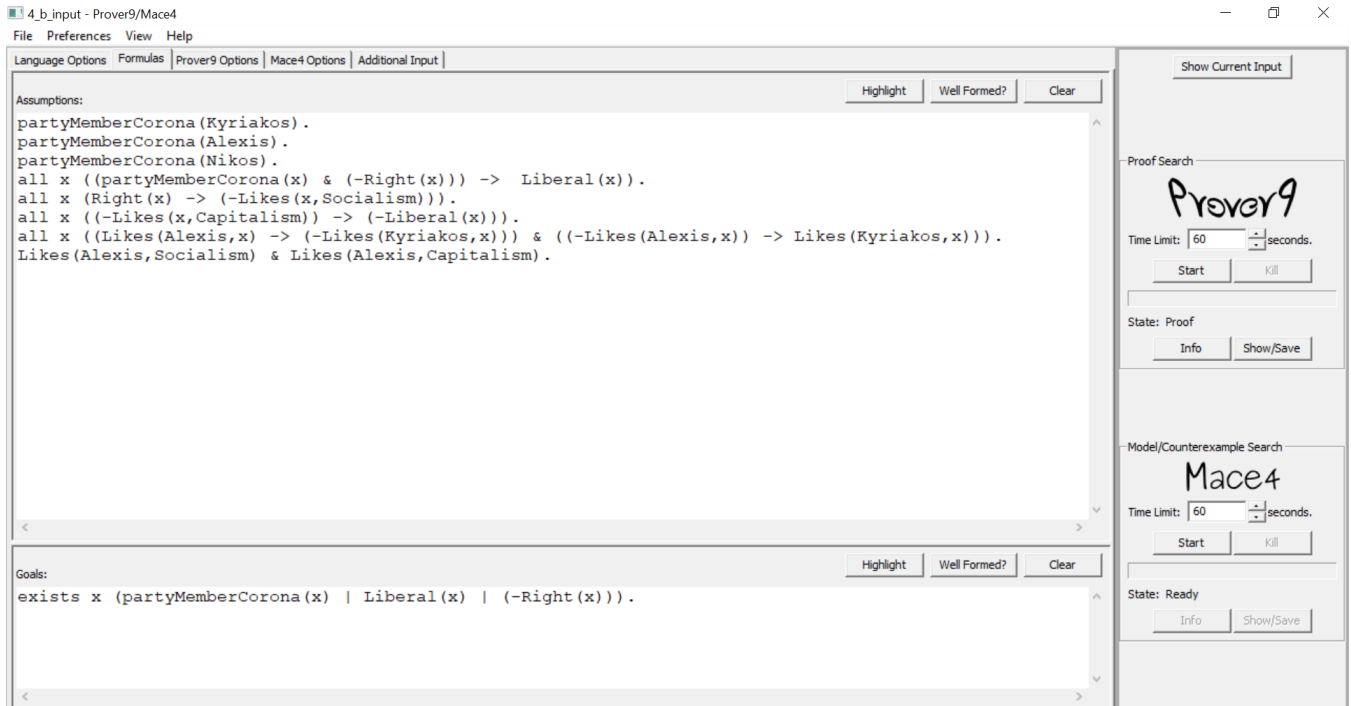 4_b_input - Prover9/Mace4
File Preferences View Help
Language Options Formulas Prover9 Options Mace4 Options Additional Input
Show Current Input
Assumptions:
Highlight Well Formed? Clear
partyMemberCorona(Kyriakos).
partyMemberCorona(Alexis).
partyMemberCorona(Nikos).
all x ((partyMemberCorona(x) & (-Right(x))) ->  Liberal(x)).
all x (Right(x) -> (-Likes(x,Socialism))).
all x ((-Likes(x,Capitalism)) -> (-Liberal(x))).
all x ((Likes(Alexis,x) -> (-Likes(Kyriakos,x))) & ((-Likes(Alexis,x)) -> Likes(Kyriakos,x))).
Likes(Alexis,Socialism) & Likes(Alexis,Capitalism).
Goals:
Highlight Well Formed? Clear
exists x (partyMemberCorona(x) | Liberal(x) | (-Right(x))).
Proof Search
Prover9
Time Limit: 60 seconds.
Start Kill
State: Proof
Info Show/Save
Model/Counterexample Search
Mace4
Time Limit: 60 seconds.
Start Kill
State: Ready
Info Show/Save